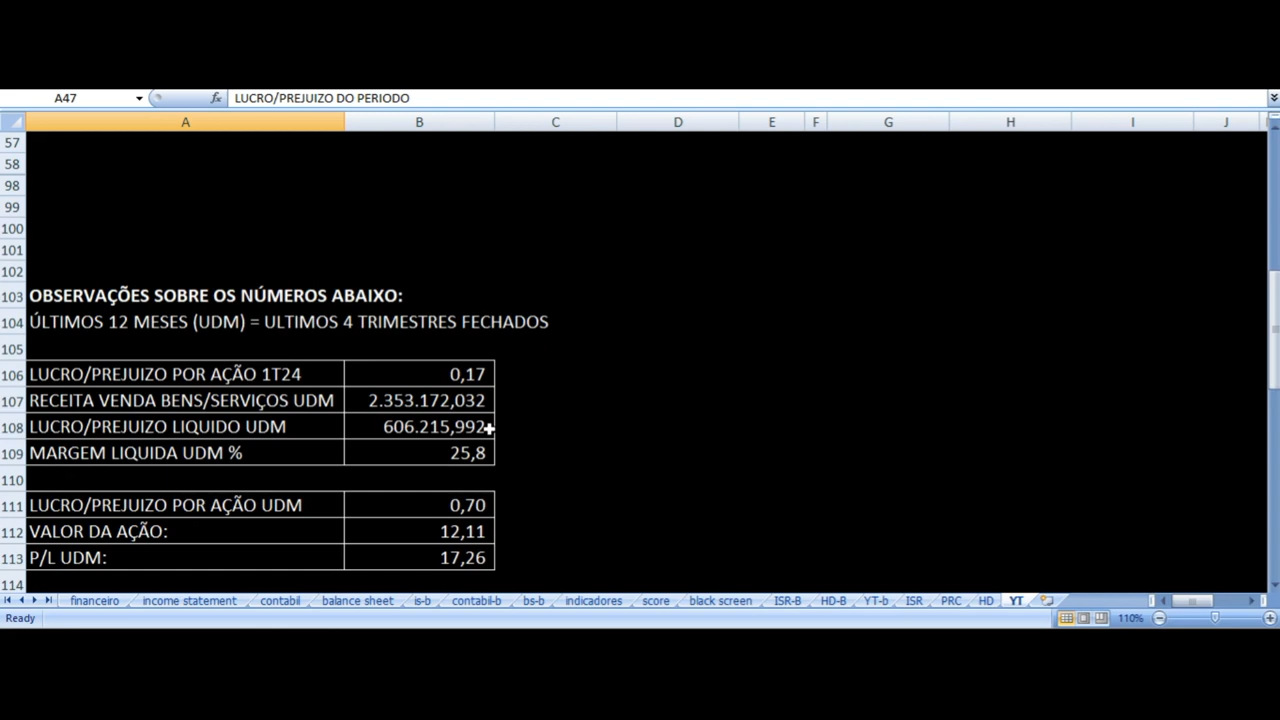 A47 fx LUCRO/PREJUIZO DO PERIODO
A B C D E F G H I J
57
58
98
99
100
101
102
103 OBSERVAÇÕES SOBRE OS NÚMEROS ABAIXO:
104 ÚLTIMOS 12 MESES (UDM) = ULTIMOS 4 TRIMESTRES FECHADOS
105
106 LUCRO/PREJUIZO POR AÇÃO 1T24 0,17
107 RECEITA VENDA BENS/SERVIÇOS UDM 2.353.172,032
108 LUCRO/PREJUIZO LIQUIDO UDM 606.215,992
109 MARGEM LIQUIDA UDM % 25,8
110
111 LUCRO/PREJUIZO POR AÇÃO UDM 0,70
112 VALOR DA AÇÃO: 12,11
113 P/L UDM: 17,26
114
financeiro income statement contabil balance sheet is-b contabil-b bs-b indicadores score black screen ISR-B HD-B YT-b ISR PRC HD YT
Ready 110%